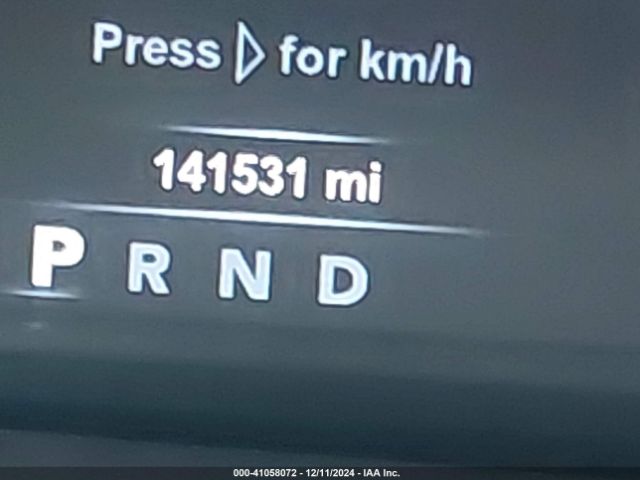 Press ▷ for km/h
141531 mi
P R N D
000-41058072 - 12/11/2024 - IAA Inc.